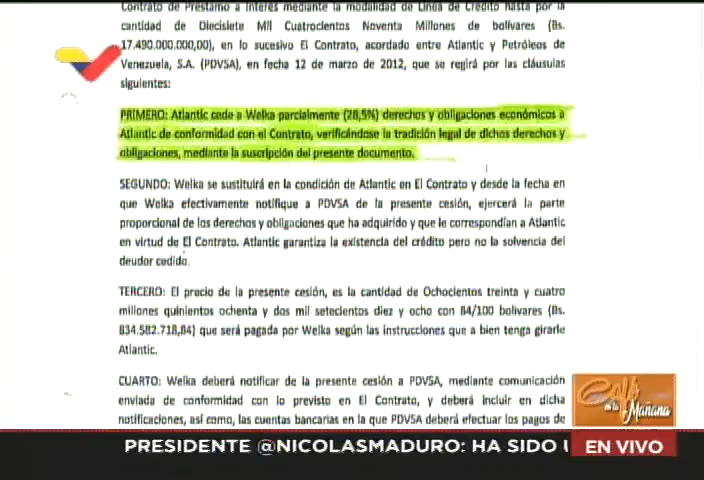 Contrato de Préstamo a Interés mediante la modalidad de Línea de Crédito hasta por la
cantidad de Diecisiete Mil Cuatrocientos Noventa Millones de bolívares (Bs.
17.490.000.000,00), en lo sucesivo El Contrato, acordado entre Atlantic y Petróleos de
Venezuela, S.A. (PDVSA), en fecha 12 de marzo de 2012, que se regirá por las cláusulas
siguientes:
PRIMERO: Atlantic cede a Welka parcialmente (28,5%) derechos y obligaciones económicos a
Atlantic de conformidad con el Contrato, verificándose la tradición legal de dichos derechos y
obligaciones, mediante la suscripción del presente documento.
SEGUNDO: Welka se sustituirá en la condición de Atlantic en El Contrato y desde la fecha en
que Welka efectivamente notifique a PDVSA de la presente cesión, ejercerá la parte
proporcional de los derechos y obligaciones que ha adquirido y que le correspondían a Atlantic
en virtud de El Contrato. Atlantic garantiza la existencia del crédito pero no la solvencia del
deudor cedido.
TERCERO: El precio de la presente cesión, es la cantidad de Ochocientos treinta y cuatro
millones quinientos ochenta y dos mil setecientos diez y ocho con 84/100 bolívares (Bs.
834.582.718,84) que será pagada por Welka según las instrucciones que a bien tenga girarle
Atlantic.
CUARTO: Welka deberá notificar de la presente cesión a PDVSA, mediante comunicación
enviada de conformidad con lo previsto en El Contrato, y deberá incluir en dicha
notificaciones, así como, las cuentas bancarias en la que PDVSA deberá efectuar los pagos de
Café
en la
Mañana
PRESIDENTE @NICOLASMADURO: HA SIDO
EN VIVO